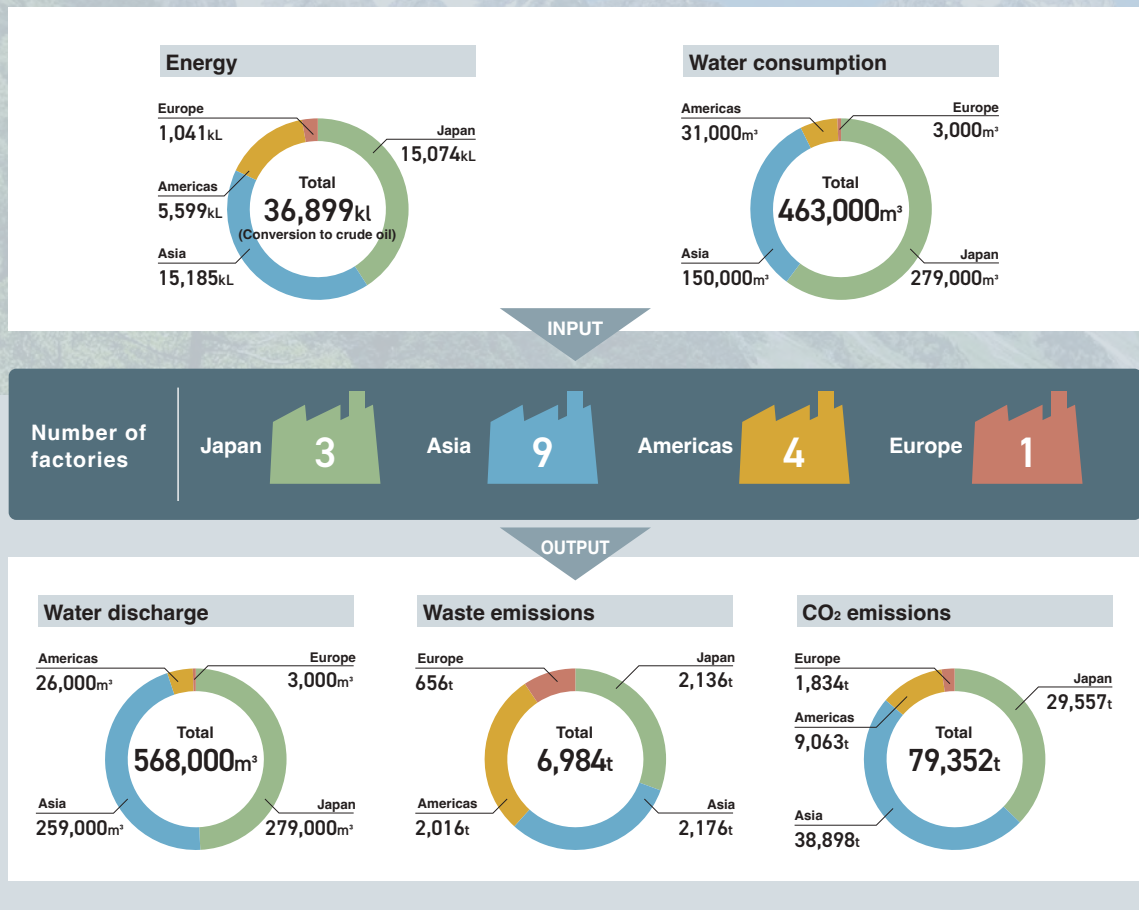 Energy
Europe
1,041kL
Japan
15,074kL
Americas
5,599kL
Asia
15,185kL
Total
36,899kl
(Conversion to crude oil)
Water consumption
Americas
31,000m³
Europe
3,000m³
Asia
150,000m³
Japan
279,000m³
Total
463,000m³
INPUT
Number of
factories
Japan 3
Asia 9
Americas 4
Europe 1
OUTPUT
Water discharge
Americas
26,000m³
Europe
3,000m³
Asia
259,000m³
Japan
279,000m³
Total
568,000m³
Waste emissions
Europe
656t
Japan
2,136t
Americas
2,016t
Asia
2,176t
Total
6,984t
CO₂ emissions
Europe
1,834t
Japan
29,557t
Americas
9,063t
Asia
38,898t
Total
79,352t